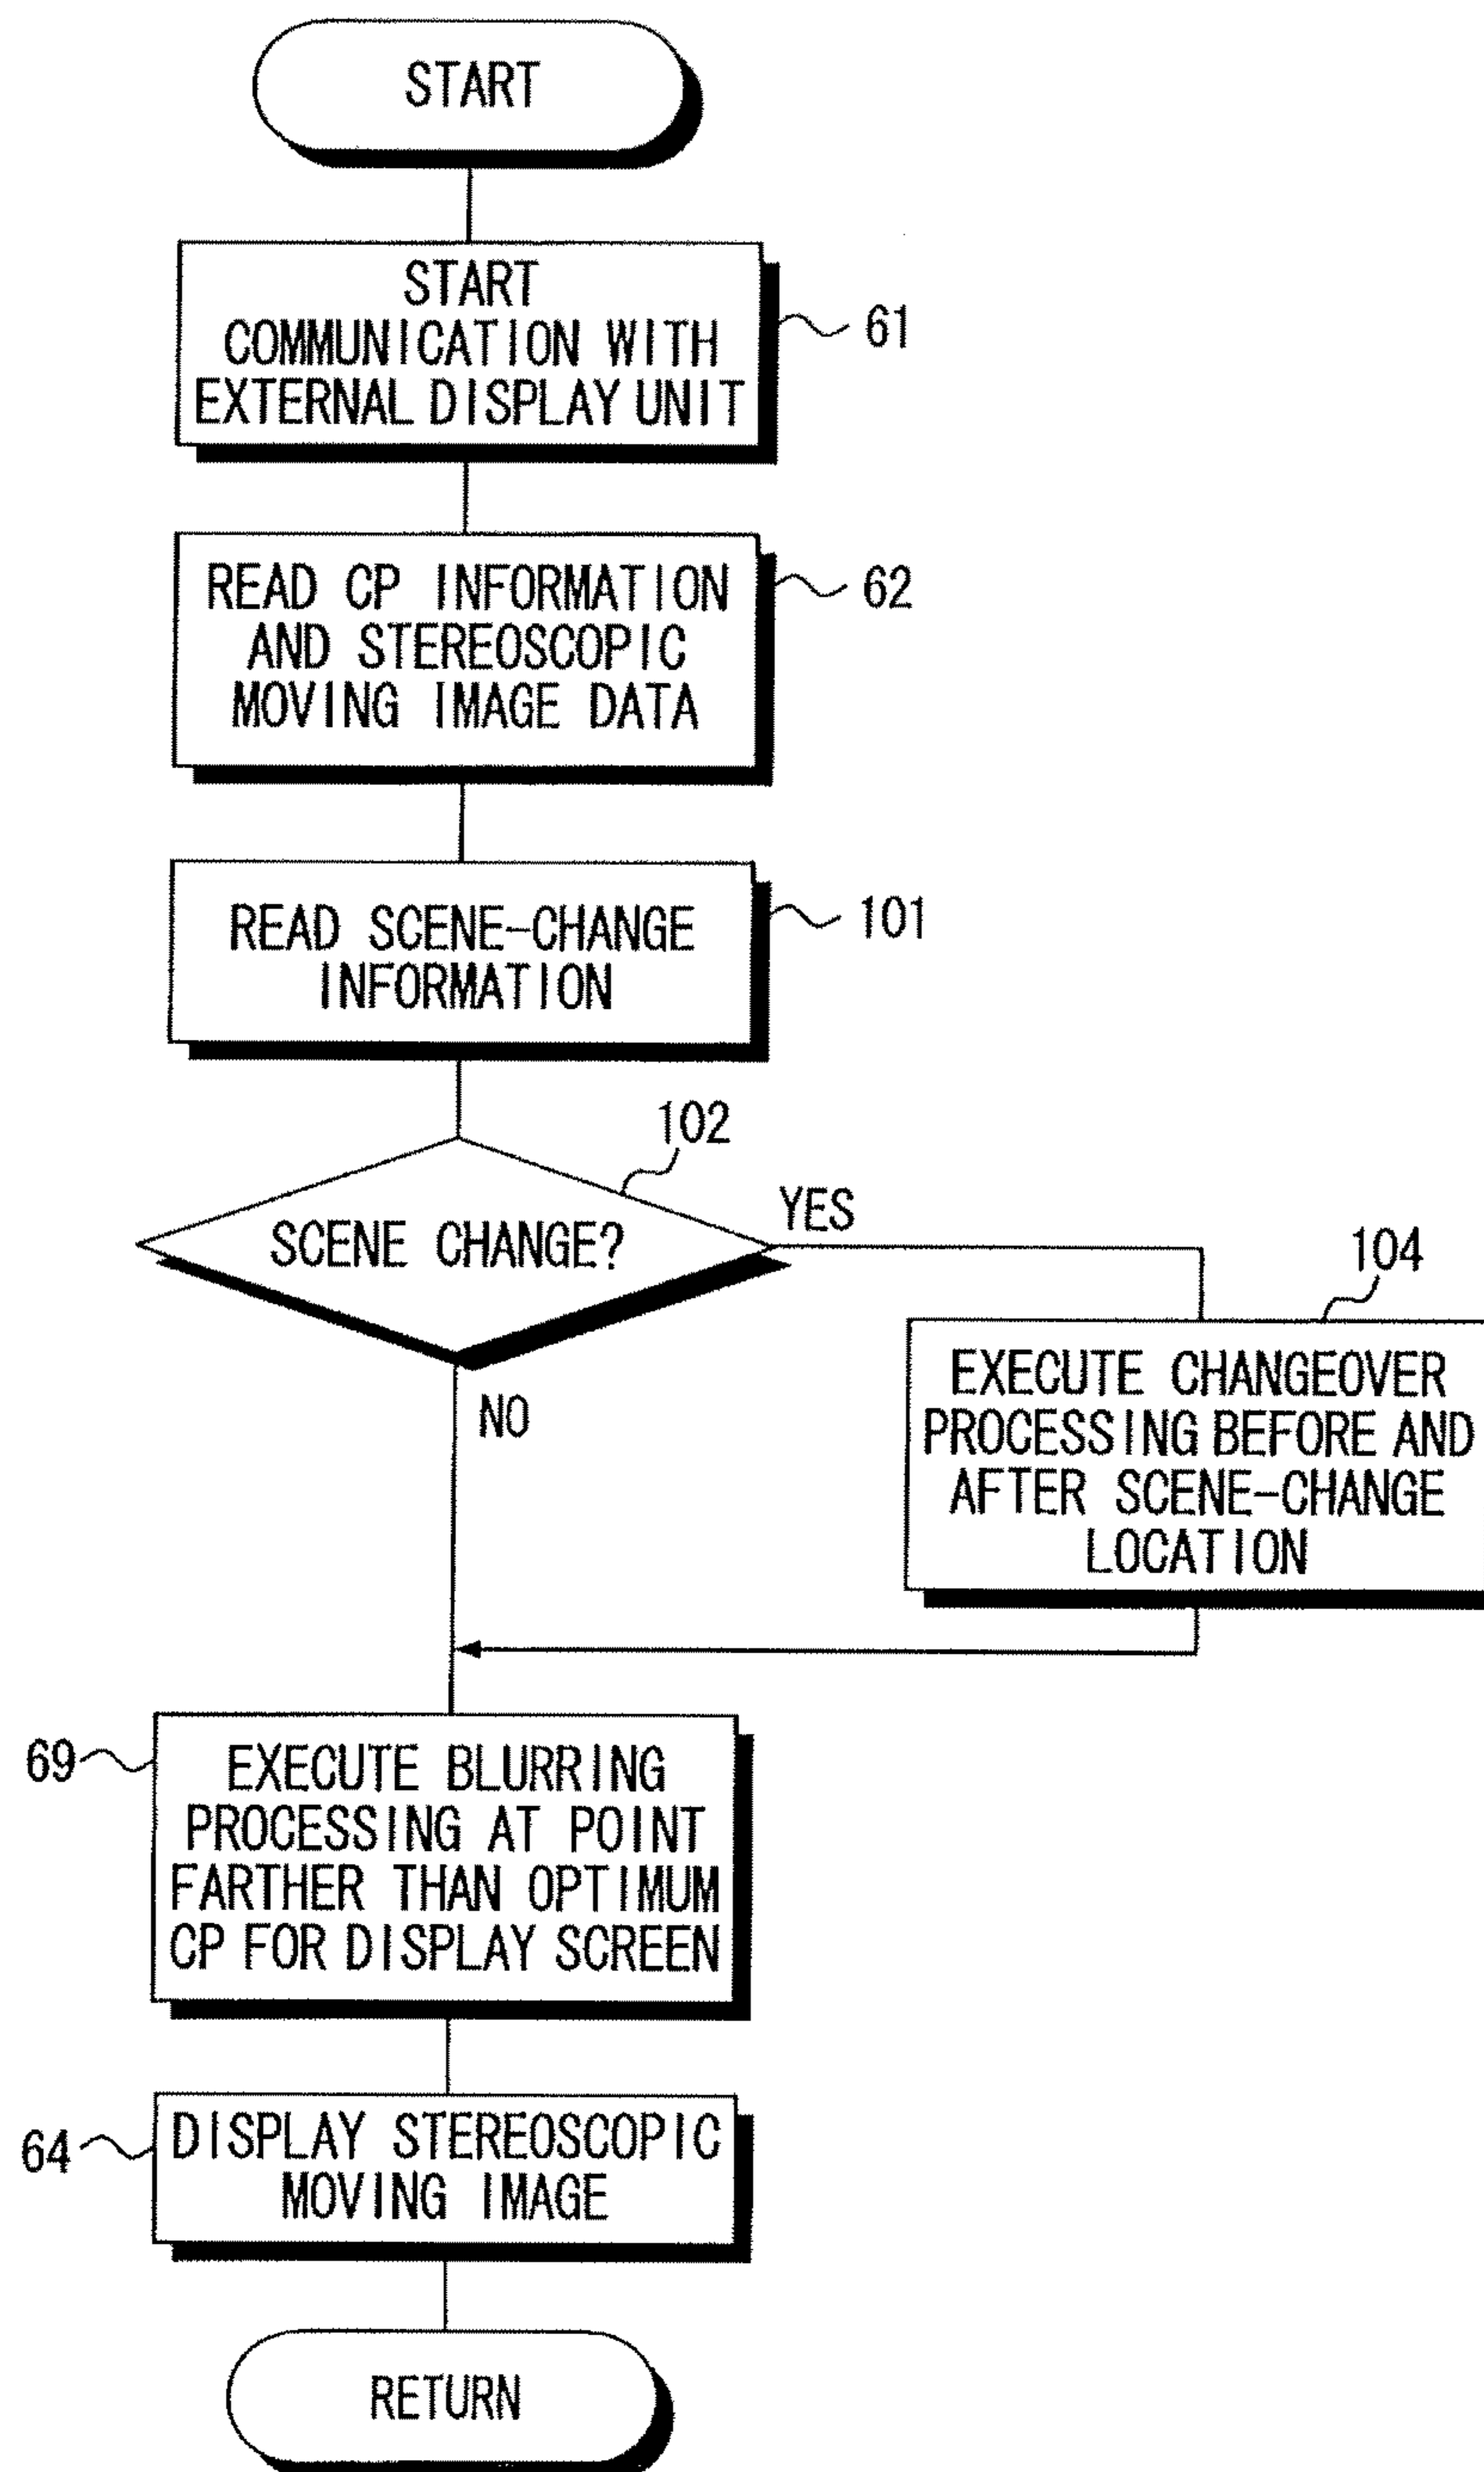 START
START
COMMUNICATION WITH
EXTERNAL DISPLAY UNIT
61
READ CP INFORMATION
AND STEREOSCOPIC
MOVING IMAGE DATA
62
READ SCENE-CHANGE
INFORMATION
101
102
SCENE CHANGE?
YES
NO
104
EXECUTE CHANGEOVER
PROCESSING BEFORE AND
AFTER SCENE-CHANGE
LOCATION
69
EXECUTE BLURRING
PROCESSING AT POINT
FARTHER THAN OPTIMUM
CP FOR DISPLAY SCREEN
64
DISPLAY STEREOSCOPIC
MOVING IMAGE
RETURN